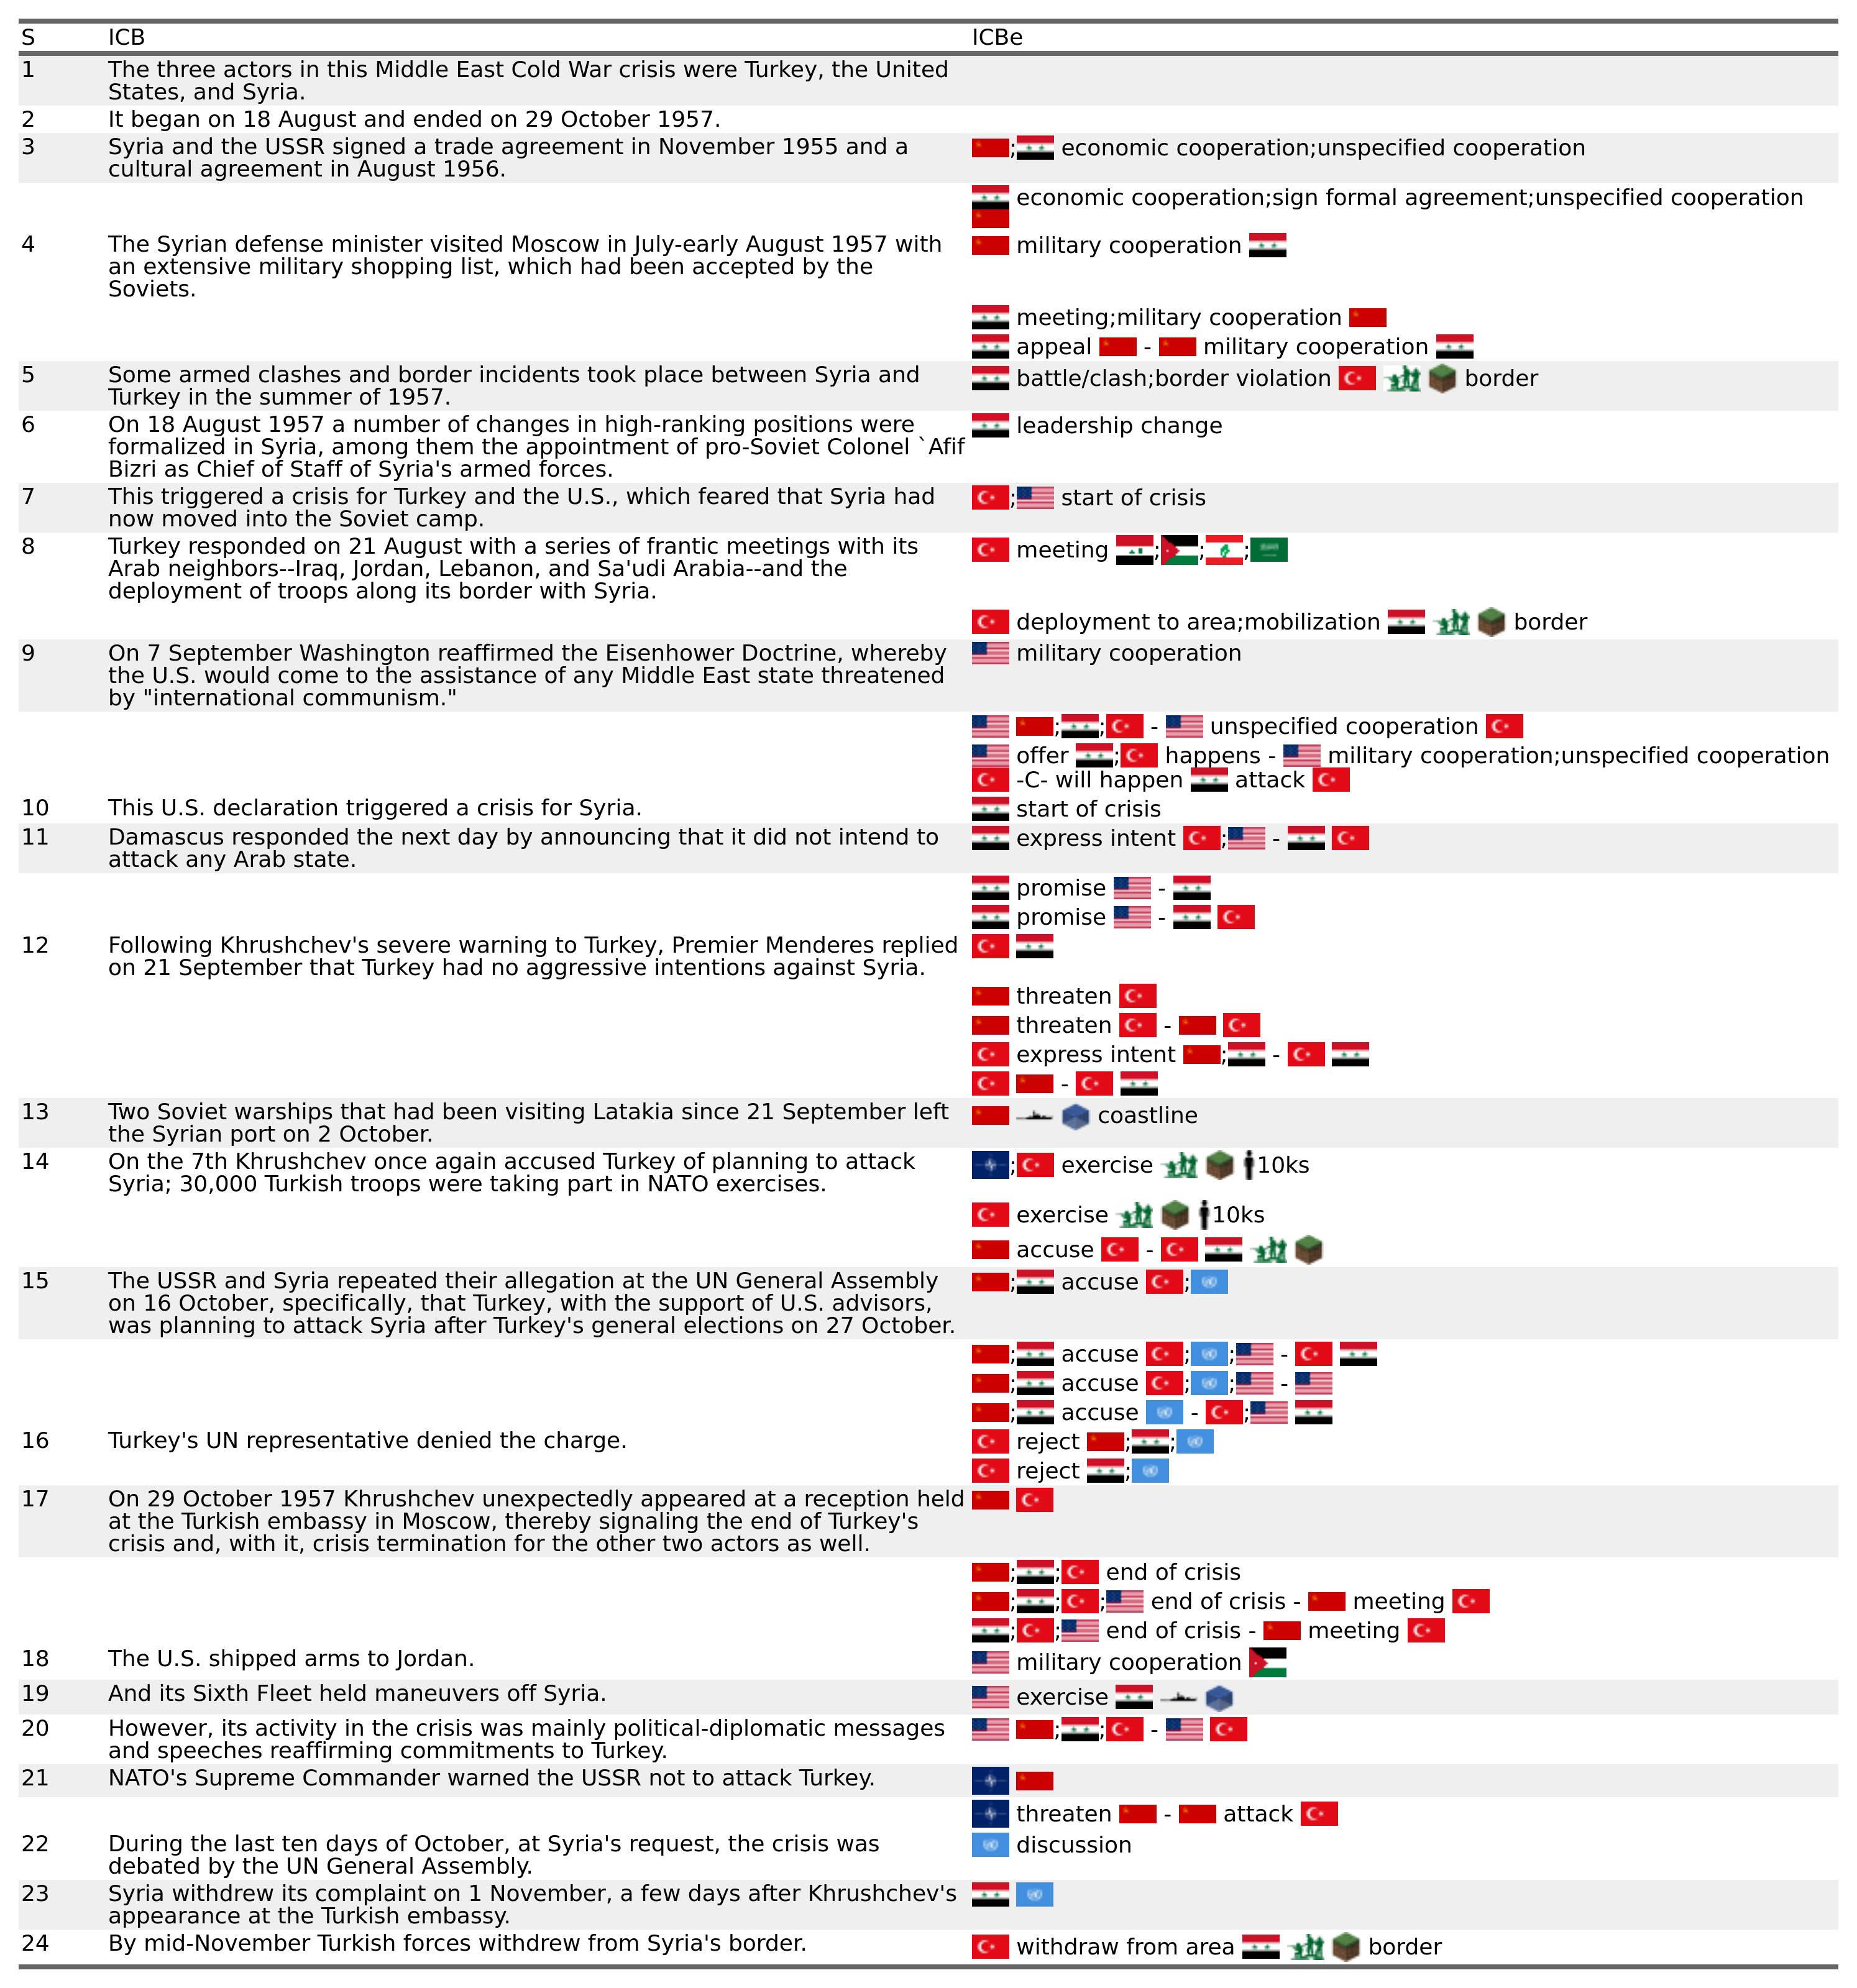 S ICB ICBe
1 The three actors in this Middle East Cold War crisis were Turkey, the United
States, and Syria.
2 It began on 18 August and ended on 29 October 1957.
3 Syria and the USSR signed a trade agreement in November 1955 and a ; economic cooperation;unspecified cooperation
cultural agreement in August 1956.
economic cooperation;sign formal agreement;unspecified cooperation
4 The Syrian defense minister visited Moscow in July-early August 1957 with military cooperation
an extensive military shopping list, which had been accepted by the
Soviets.
meeting;military cooperation
appeal - military cooperation
5 Some armed clashes and border incidents took place between Syria and battle/clash;border violation border
Turkey in the summer of 1957.
6 On 18 August 1957 a number of changes in high-ranking positions were leadership change
formalized in Syria, among them the appointment of pro-Soviet Colonel `Afif
Bizri as Chief of Staff of Syria's armed forces.
7 This triggered a crisis for Turkey and the U.S., which feared that Syria had ; start of crisis
now moved into the Soviet camp.
8 Turkey responded on 21 August with a series of frantic meetings with its meeting ; ; ;
Arab neighbors--Iraq, Jordan, Lebanon, and Sa'udi Arabia--and the
deployment of troops along its border with Syria.
deployment to area;mobilization border
9 On 7 September Washington reaffirmed the Eisenhower Doctrine, whereby military cooperation
the U.S. would come to the assistance of any Middle East state threatened
by "international communism."
; ; - unspecified cooperation
offer ; happens - military cooperation;unspecified cooperation
-C- will happen attack
10 This U.S. declaration triggered a crisis for Syria. start of crisis
11 Damascus responded the next day by announcing that it did not intend to express intent ; -
attack any Arab state.
promise -
promise -
12 Following Khrushchev's severe warning to Turkey, Premier Menderes replied
on 21 September that Turkey had no aggressive intentions against Syria.
threaten
threaten -
express intent ; -
-
13 Two Soviet warships that had been visiting Latakia since 21 September left coastline
the Syrian port on 2 October.
14 On the 7th Khrushchev once again accused Turkey of planning to attack ; exercise 10ks
Syria; 30,000 Turkish troops were taking part in NATO exercises.
exercise 10ks
accuse -
15 The USSR and Syria repeated their allegation at the UN General Assembly ; accuse ;
on 16 October, specifically, that Turkey, with the support of U.S. advisors,
was planning to attack Syria after Turkey's general elections on 27 October.
; accuse ; ; -
; accuse ; ; -
; accuse - ;
16 Turkey's UN representative denied the charge. reject ; ;
reject ;
17 On 29 October 1957 Khrushchev unexpectedly appeared at a reception held
at the Turkish embassy in Moscow, thereby signaling the end of Turkey's
crisis and, with it, crisis termination for the other two actors as well.
; ; end of crisis
; ; ; end of crisis - meeting
; ; end of crisis - meeting
18 The U.S. shipped arms to Jordan. military cooperation
19 And its Sixth Fleet held maneuvers off Syria. exercise
20 However, its activity in the crisis was mainly political-diplomatic messages ; ; -
and speeches reaffirming commitments to Turkey.
21 NATO's Supreme Commander warned the USSR not to attack Turkey.
threaten - attack
22 During the last ten days of October, at Syria's request, the crisis was discussion
debated by the UN General Assembly.
23 Syria withdrew its complaint on 1 November, a few days after Khrushchev's
appearance at the Turkish embassy.
24 By mid-November Turkish forces withdrew from Syria's border. withdraw from area border